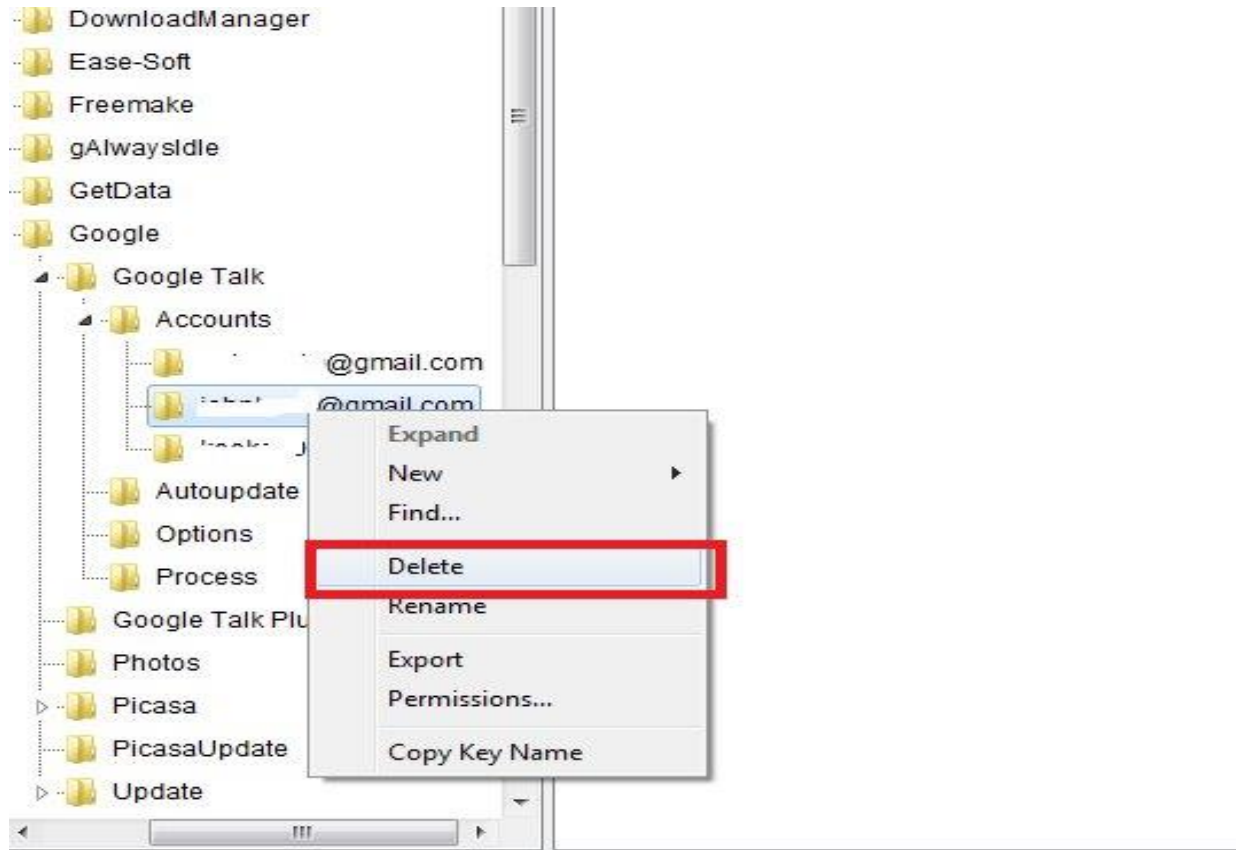 DownloadManager
Ease-Soft
Freemake
gAlwaysIdle
GetData
Google
Google Talk
Accounts
@gmail.com
@gmail.com
Expand
New
Find...
Autoupdate
Options
Delete
Process
Rename
Google Talk Plu
Photos
Export
Permissions...
Picasa
PicasaUpdate
Copy Key Name
Update